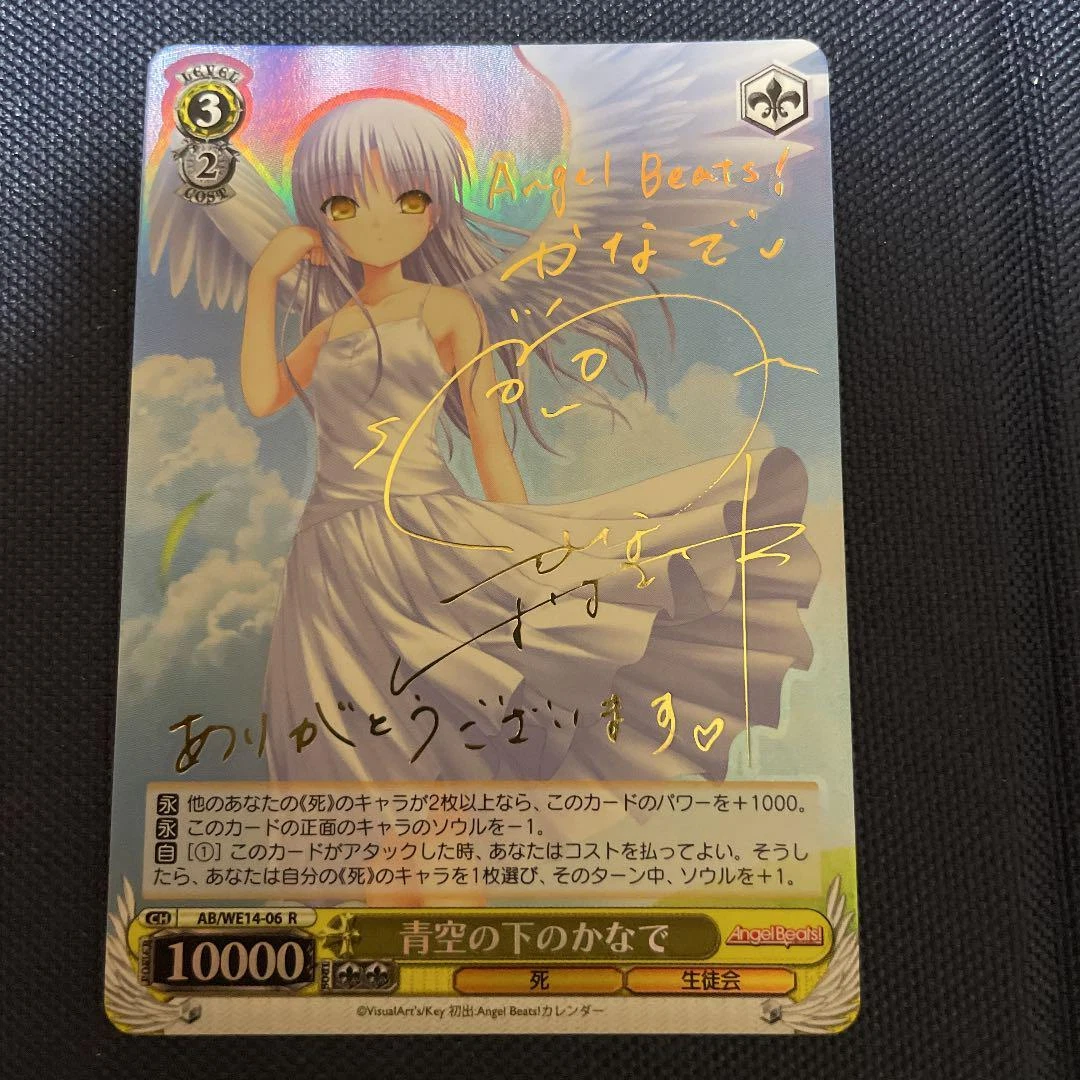 LEVEL
3
2
COST
Angel Beats!
かなで
ありがとうございます♡
永 他のあなたの《死》のキャラが2枚以上なら、このカードのパワーを＋1000。
永 このカードの正面のキャラのソウルを－1。
自 [①] このカードがアタックした時、あなたはコストを払ってよい。そうし
たら、あなたは自分の《死》のキャラを1枚選び、そのターン中、ソウルを＋1。
CH AB/WE14-06 R
10000
青空の下のかなで
Angel Beats!
死 生徒会
©VisualArt's/Key 初出:Angel Beats!カレンダー